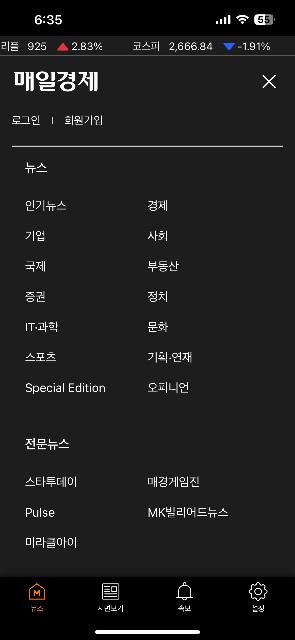 6:35 55
리플 925 ▲ 2.83% 코스피 2,666.84 ▼ -1.91%
매일경제
로그인 | 회원가입
뉴스
인기뉴스 경제
기업 사회
국제 부동산
증권 정치
IT·과학 문화
스포츠 기획·연재
Special Edition 오피니언
전문뉴스
스타투데이 매경게임진
Pulse MK빌리어드뉴스
미라클아이
뉴스 지면보기 속보 설정